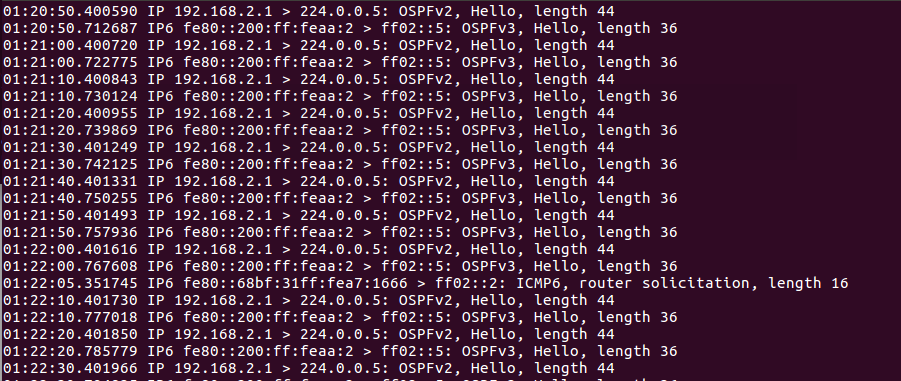 01:20:50.400590 IP 192.168.2.1 > 224.0.0.5: OSPFv2, Hello, length 44
01:20:50.712687 IP6 fe80::200:ff:feaa:2 > ff02::5: OSPFv3, Hello, length 36
01:21:00.400720 IP 192.168.2.1 > 224.0.0.5: OSPFv2, Hello, length 44
01:21:00.722775 IP6 fe80::200:ff:feaa:2 > ff02::5: OSPFv3, Hello, length 36
01:21:10.400843 IP 192.168.2.1 > 224.0.0.5: OSPFv2, Hello, length 44
01:21:10.730124 IP6 fe80::200:ff:feaa:2 > ff02::5: OSPFv3, Hello, length 36
01:21:20.400955 IP 192.168.2.1 > 224.0.0.5: OSPFv2, Hello, length 44
01:21:20.739869 IP6 fe80::200:ff:feaa:2 > ff02::5: OSPFv3, Hello, length 36
01:21:30.401249 IP 192.168.2.1 > 224.0.0.5: OSPFv2, Hello, length 44
01:21:30.742125 IP6 fe80::200:ff:feaa:2 > ff02::5: OSPFv3, Hello, length 36
01:21:40.401331 IP 192.168.2.1 > 224.0.0.5: OSPFv2, Hello, length 44
01:21:40.750255 IP6 fe80::200:ff:feaa:2 > ff02::5: OSPFv3, Hello, length 36
01:21:50.401493 IP 192.168.2.1 > 224.0.0.5: OSPFv2, Hello, length 44
01:21:50.757936 IP6 fe80::200:ff:feaa:2 > ff02::5: OSPFv3, Hello, length 36
01:22:00.401616 IP 192.168.2.1 > 224.0.0.5: OSPFv2, Hello, length 44
01:22:00.767608 IP6 fe80::200:ff:feaa:2 > ff02::5: OSPFv3, Hello, length 36
01:22:05.351745 IP6 fe80::68bf:31ff:fea7:1666 > ff02::2: ICMP6, router solicitation, length 16
01:22:10.401730 IP 192.168.2.1 > 224.0.0.5: OSPFv2, Hello, length 44
01:22:10.777018 IP6 fe80::200:ff:feaa:2 > ff02::5: OSPFv3, Hello, length 36
01:22:20.401850 IP 192.168.2.1 > 224.0.0.5: OSPFv2, Hello, length 44
01:22:20.785779 IP6 fe80::200:ff:feaa:2 > ff02::5: OSPFv3, Hello, length 36
01:22:30.401966 IP 192.168.2.1 > 224.0.0.5: OSPFv2, Hello, length 44